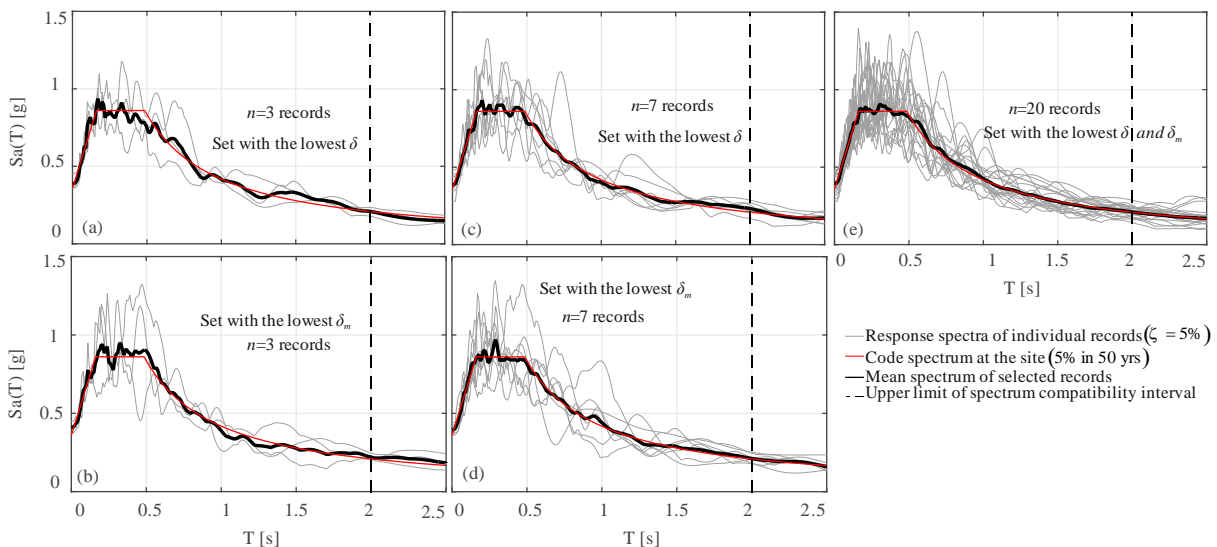 1.5
1
0.5
0
Sa(T) [g]
n=3 records
Set with the lowest δ
(a)
n=7 records
Set with the lowest δ
(c)
n=20 records
Set with the lowest δ and δm
(e)
0 0.5 1 1.5 2 2.5
T [s]
1.5
1
0.5
0
Sa(T) [g]
Set with the lowest δm
n=3 records
(b)
0 0.5 1 1.5 2 2.5
T [s]
Set with the lowest δm
n=7 records
(d)
0 0.5 1 1.5 2 2.5
T [s]
Response spectra of individual records(ζ = 5%)
Code spectrum at the site(5% in 50 yrs)
Mean spectrum of selected records
Upper limit of spectrum compatibility interval